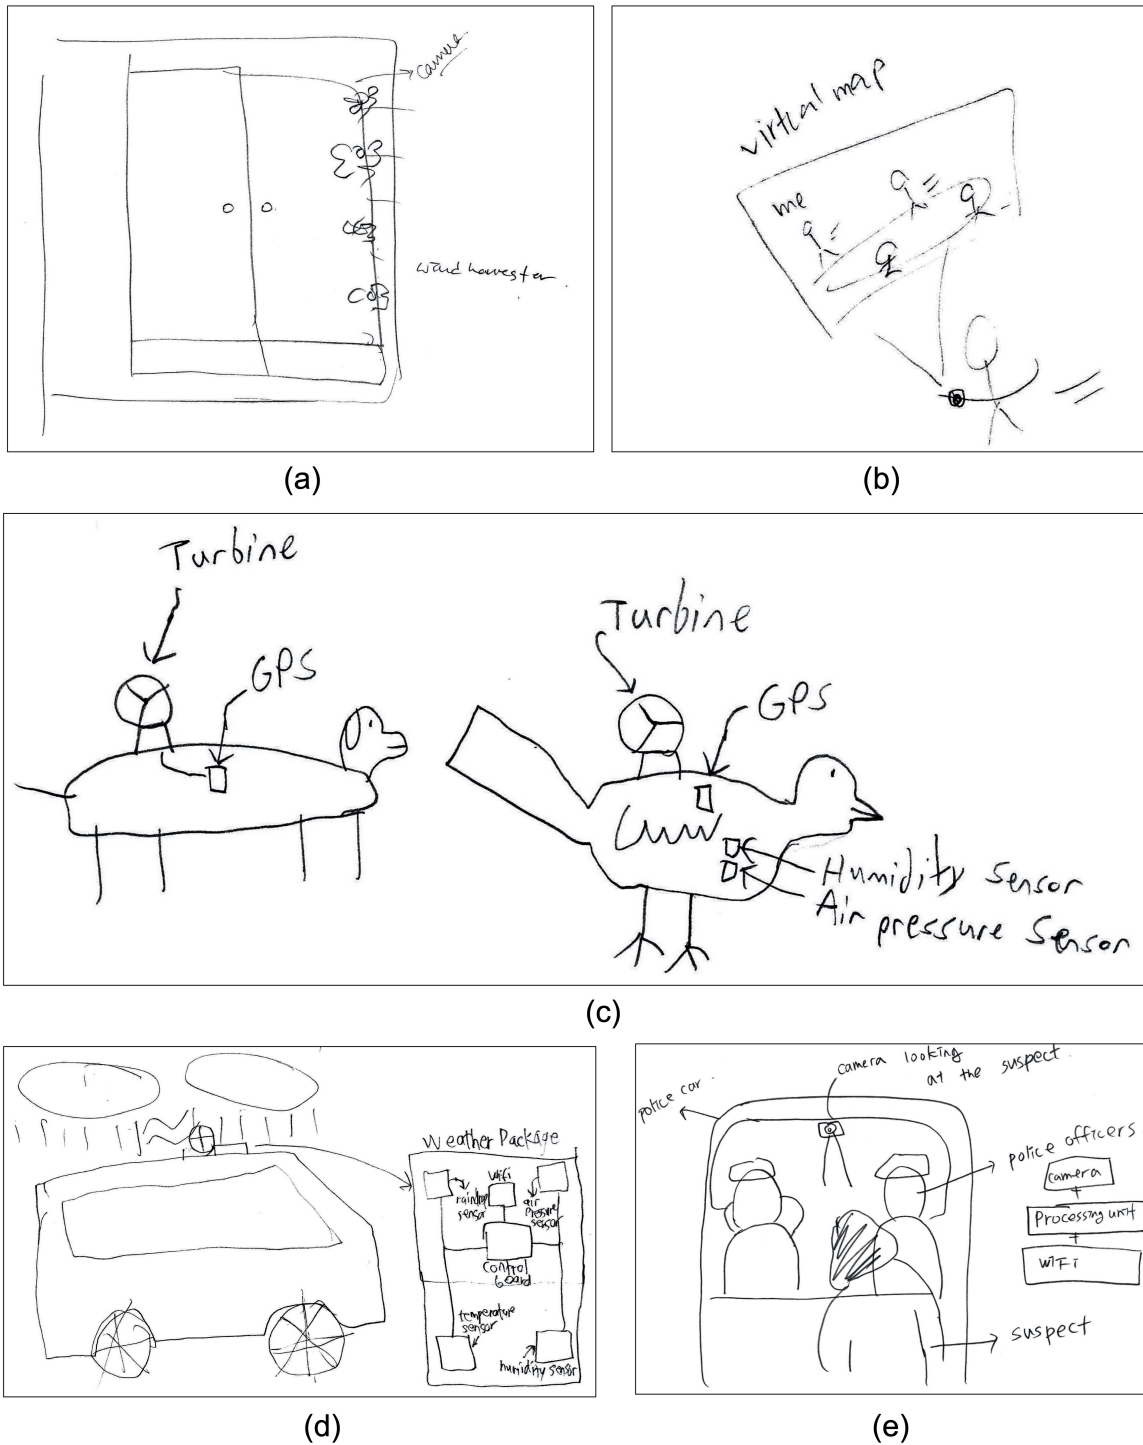 camera
wind harvester
(a)
virtual map
me
(b)
Turbine
GPS
Turbine
GPS
Humidity Sensor
Air pressure Sensor
(c)
Weather Package
WiFi
raindrop
sensor
air
pressure
sensor
control
board
temperature
sensor
humidity sensor
(d)
camera looking
at the suspect.
police car.
police officers
camera
+
Processing unit
+
WIFI
suspect
(e)